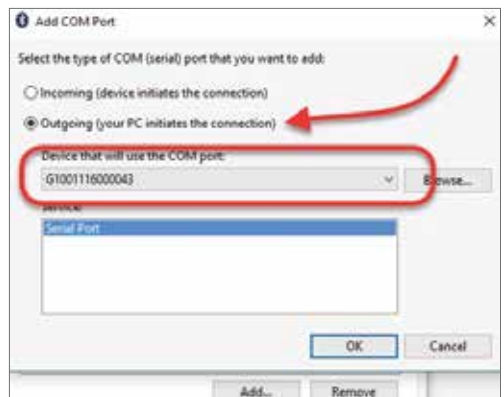 Add COM Port
Select the type of COM (serial) port that you want to add:
Incoming (device initiates the connection)
Outgoing (your PC initiates the connection)
Device that will use the COM port:
G1001116000043
Browse...
Service:
Serial Port
OK Cancel
Add... Remove